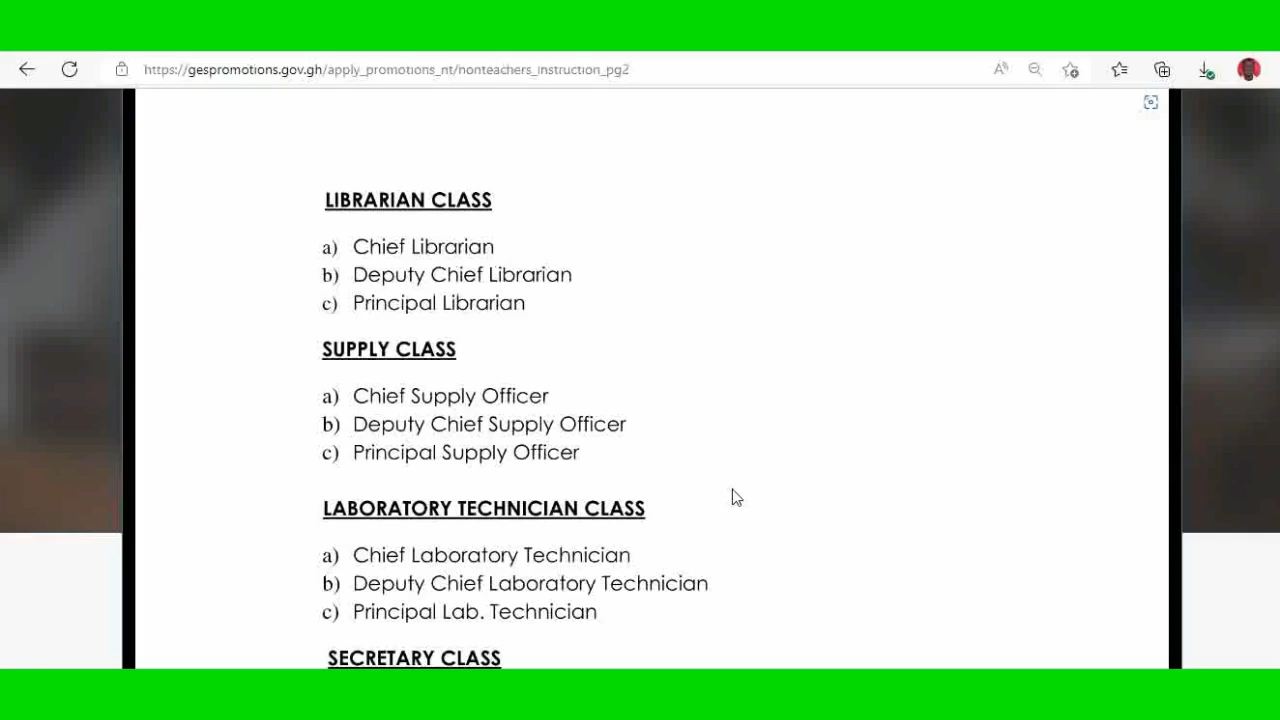 https://gespromotions.gov.gh/apply_promotions_nt/nonteachers_instruction_pg2
LIBRARIAN CLASS
a) Chief Librarian
b) Deputy Chief Librarian
c) Principal Librarian
SUPPLY CLASS
a) Chief Supply Officer
b) Deputy Chief Supply Officer
c) Principal Supply Officer
LABORATORY TECHNICIAN CLASS
a) Chief Laboratory Technician
b) Deputy Chief Laboratory Technician
c) Principal Lab. Technician
SECRETARY CLASS